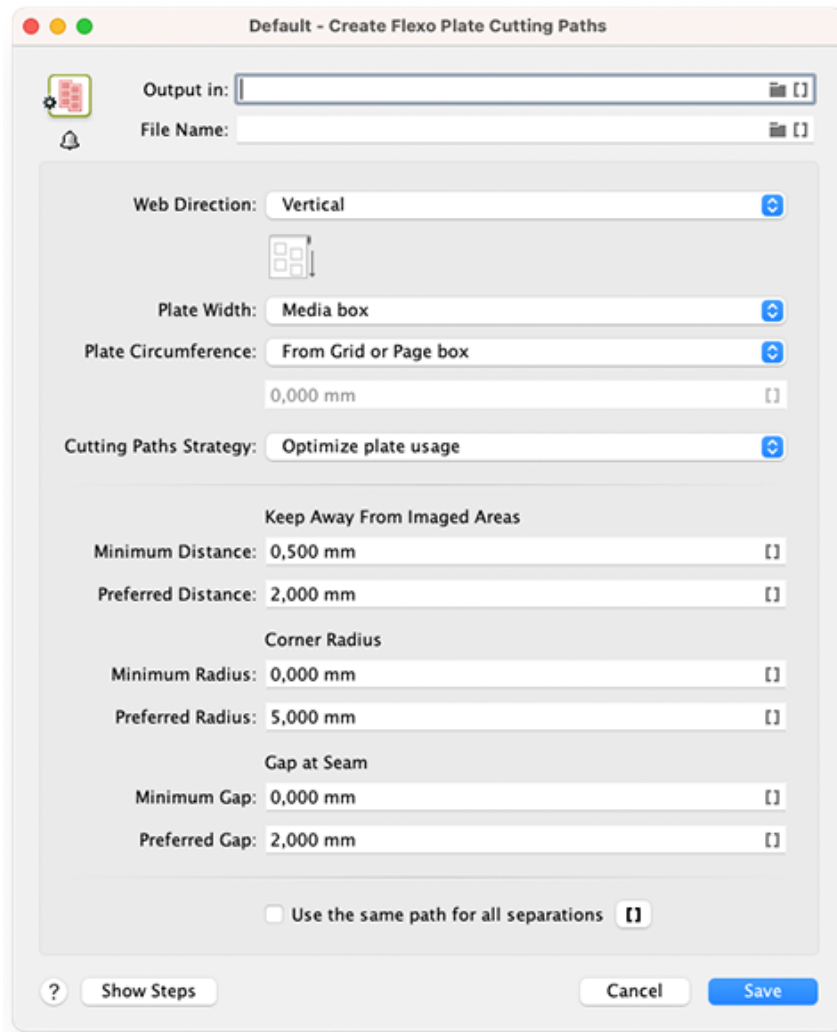 Default - Create Flexo Plate Cutting Paths
Output in: []
File Name: []
Web Direction: Vertical
Plate Width: Media box
Plate Circumference: From Grid or Page box
0,000 mm []
Cutting Paths Strategy: Optimize plate usage
Keep Away From Imaged Areas
Minimum Distance: 0,500 mm []
Preferred Distance: 2,000 mm []
Corner Radius
Minimum Radius: 0,000 mm []
Preferred Radius: 5,000 mm []
Gap at Seam
Minimum Gap: 0,000 mm []
Preferred Gap: 2,000 mm []
Use the same path for all separations []
? Show Steps Cancel Save